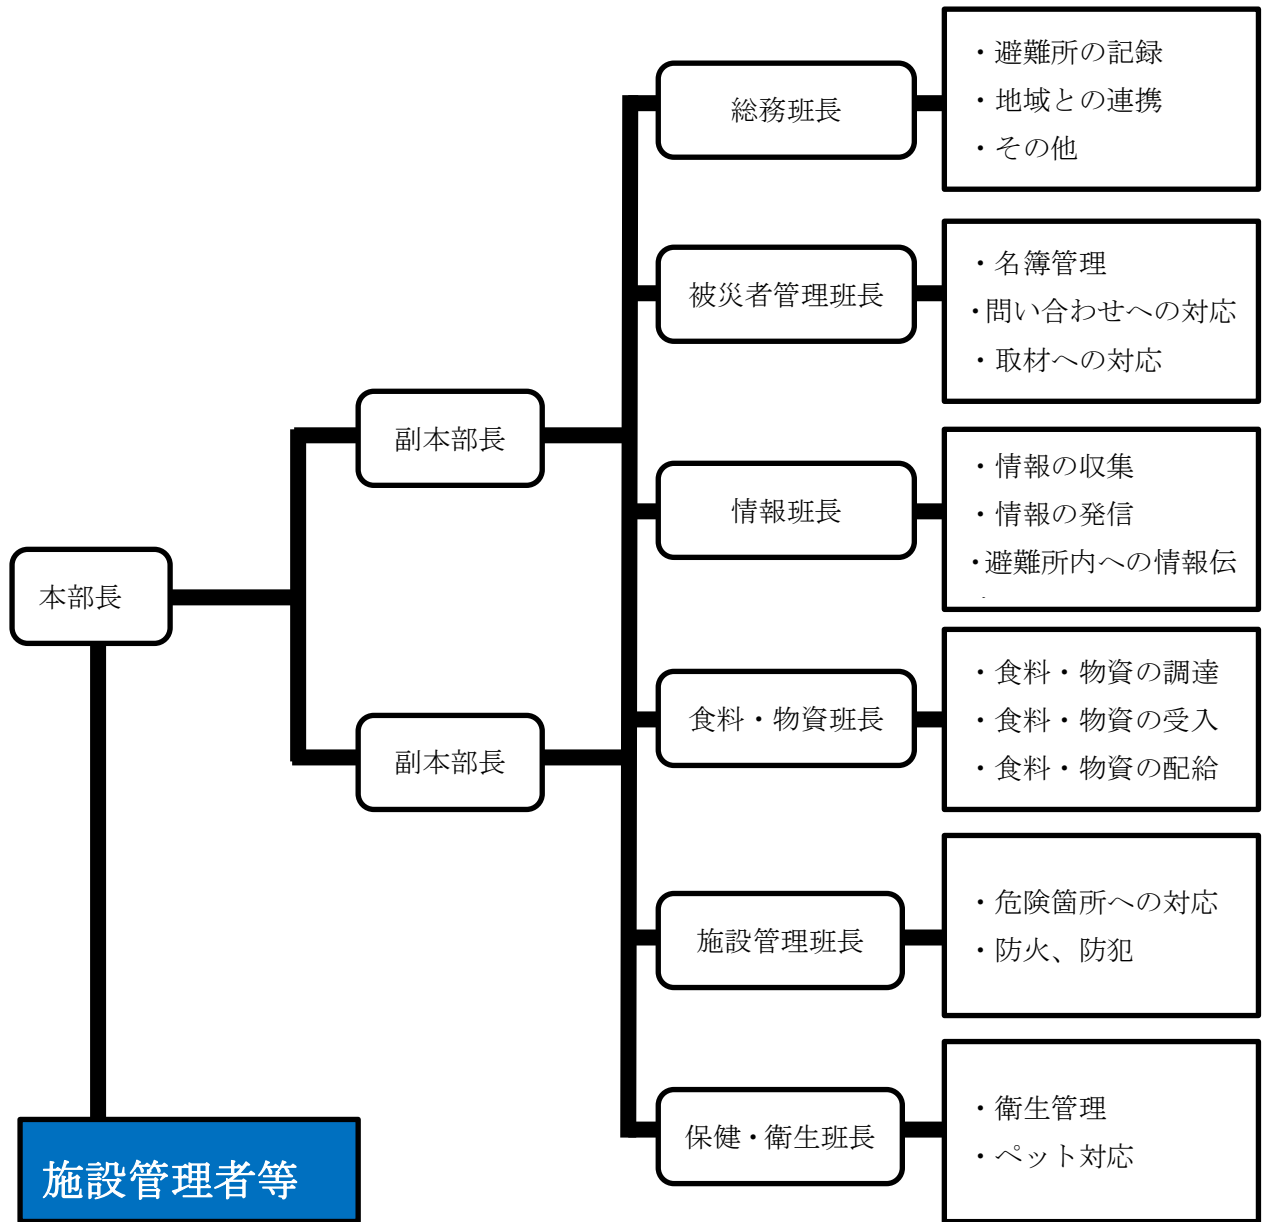 総務班長
・避難所の記録
・地域との連携
・その他
被災者管理班長
・名簿管理
・問い合わせへの対応
・取材への対応
副本部長
情報班長
・情報の収集
・情報の発信
・避難所内への情報伝
本部長
食料・物資班長
・食料・物資の調達
・食料・物資の受入
・食料・物資の配給
副本部長
施設管理班長
・危険箇所への対応
・防火、防犯
保健・衛生班長
・衛生管理
・ペット対応
施設管理者等